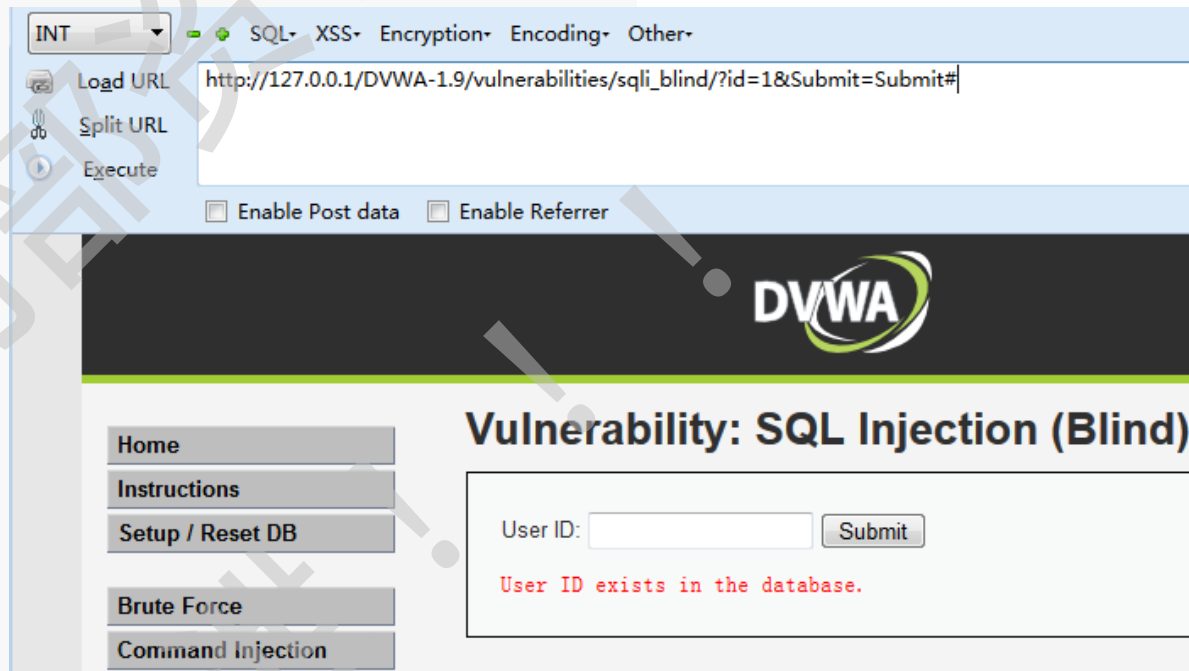 INT SQL XSS Encryption Encoding Other
Load URL http://127.0.0.1/DVWA-1.9/vulnerabilities/sqli_blind/?id=1&Submit=Submit#
Split URL
Execute
Enable Post data Enable Referrer
DVWA
Vulnerability: SQL Injection (Blind)
Home
Instructions
Setup / Reset DB
User ID: Submit
User ID exists in the database.
Brute Force
Command Injection